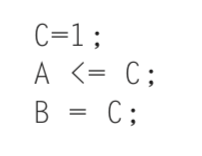 C=1;
A <= C;
B = C;